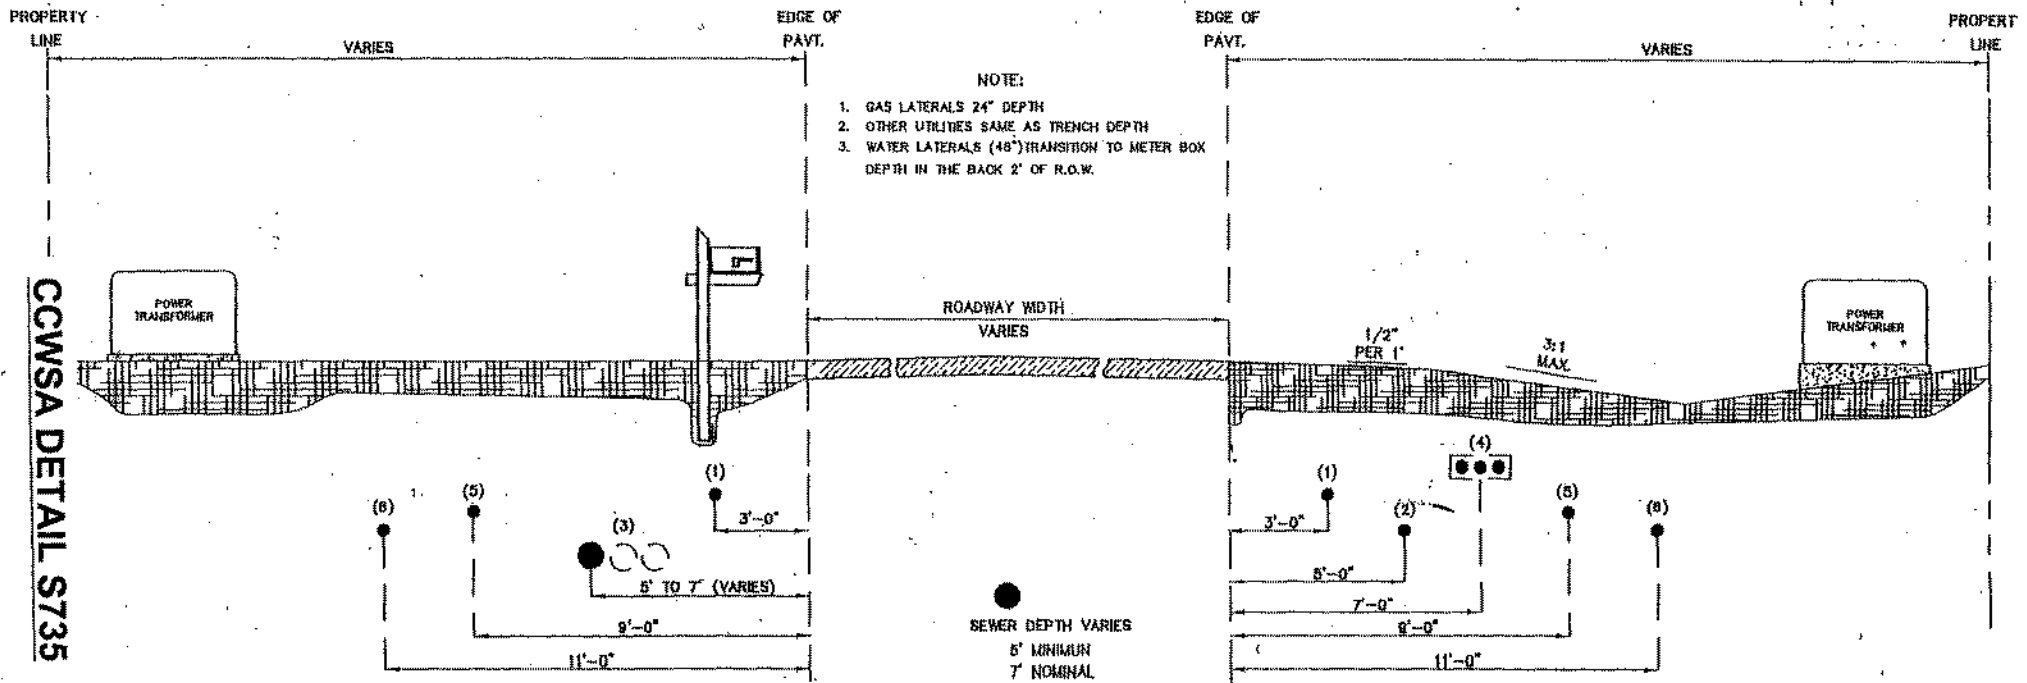 PROPERTY
LINE
VARIES
EDGE OF
PAVT.
EDGE OF
PAVT.
VARIES
PROPERT
LINE
NOTE:
1. GAS LATERALS 24" DEPTH
2. OTHER UTILITIES SAME AS TRENCH DEPTH
3. WATER LATERALS (48") TRANSITION TO METER BOX
DEPTH IN THE BACK 2' OF R.O.W.
CCWSA DETAIL S735
POWER
TRANSFORMER
ROADWAY WIDTH
VARIES
1/2"
PER 1'
3:1
MAX.
POWER
TRANSFORMER
(6)
(5)
(3)
(1)
3'-0"
5' TO 7' (VARIES)
9'-0"
11'-0"
SEWER DEPTH VARIES
5' MINIMUN
7' NOMINAL
(1)
(2)
(4)
(5)
(6)
3'-0"
5'-0"
7'-0"
9'-0"
11'-0"